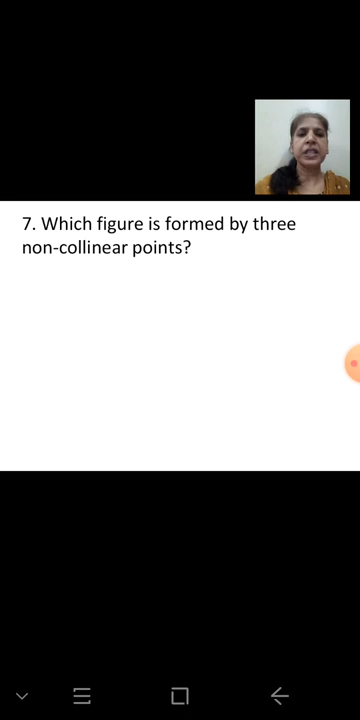 7. Which figure is formed by three
non-collinear points?